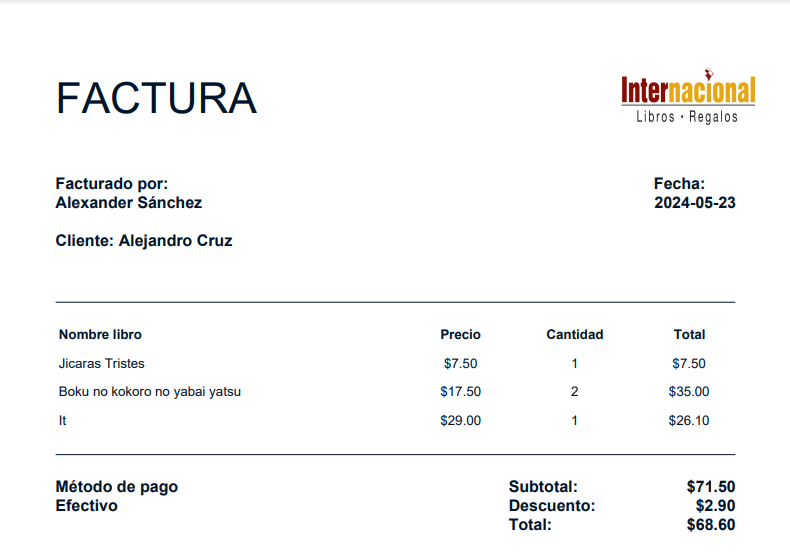 FACTURA
Internacional
Libros • Regalos
Facturado por:
Alexander Sánchez
Fecha:
2024-05-23
Cliente: Alejandro Cruz
Nombre libro Precio Cantidad Total
Jicaras Tristes $7.50 1 $7.50
Boku no kokoro no yabai yatsu $17.50 2 $35.00
It $29.00 1 $26.10
Método de pago
Efectivo
Subtotal: $71.50
Descuento: $2.90
Total: $68.60